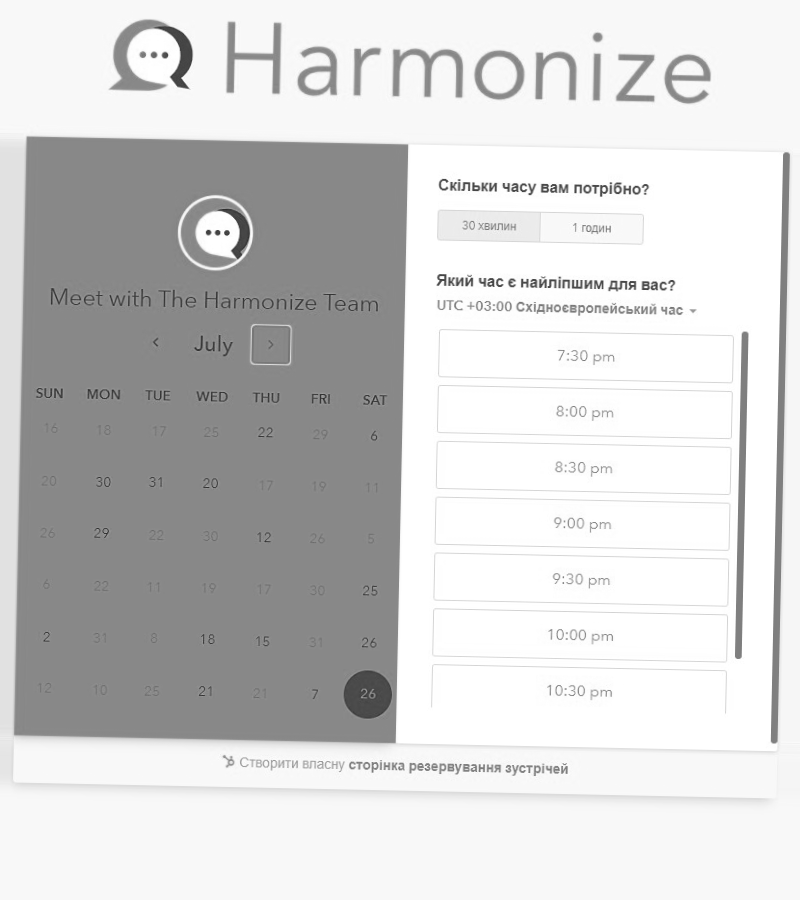 Harmonize
Meet with The Harmonize Team
July
SUN MON TUE WED THU FRI SAT
16 18 17 25 22 29 6
20 30 31 20 17 19 11
26 29 22 30 12 26 5
6 22 11 19 17 30 25
2 31 8 18 15 31 26
12 10 25 21 21 7 26
Скільки часу вам потрібно?
30 хвилин 1 годин
Який час є найліпшим для вас?
UTC +03:00 Східноєвропейський час
7:30 pm
8:00 pm
8:30 pm
9:00 pm
9:30 pm
10:00 pm
10:30 pm
Створити власну сторінка резервування зустрічей